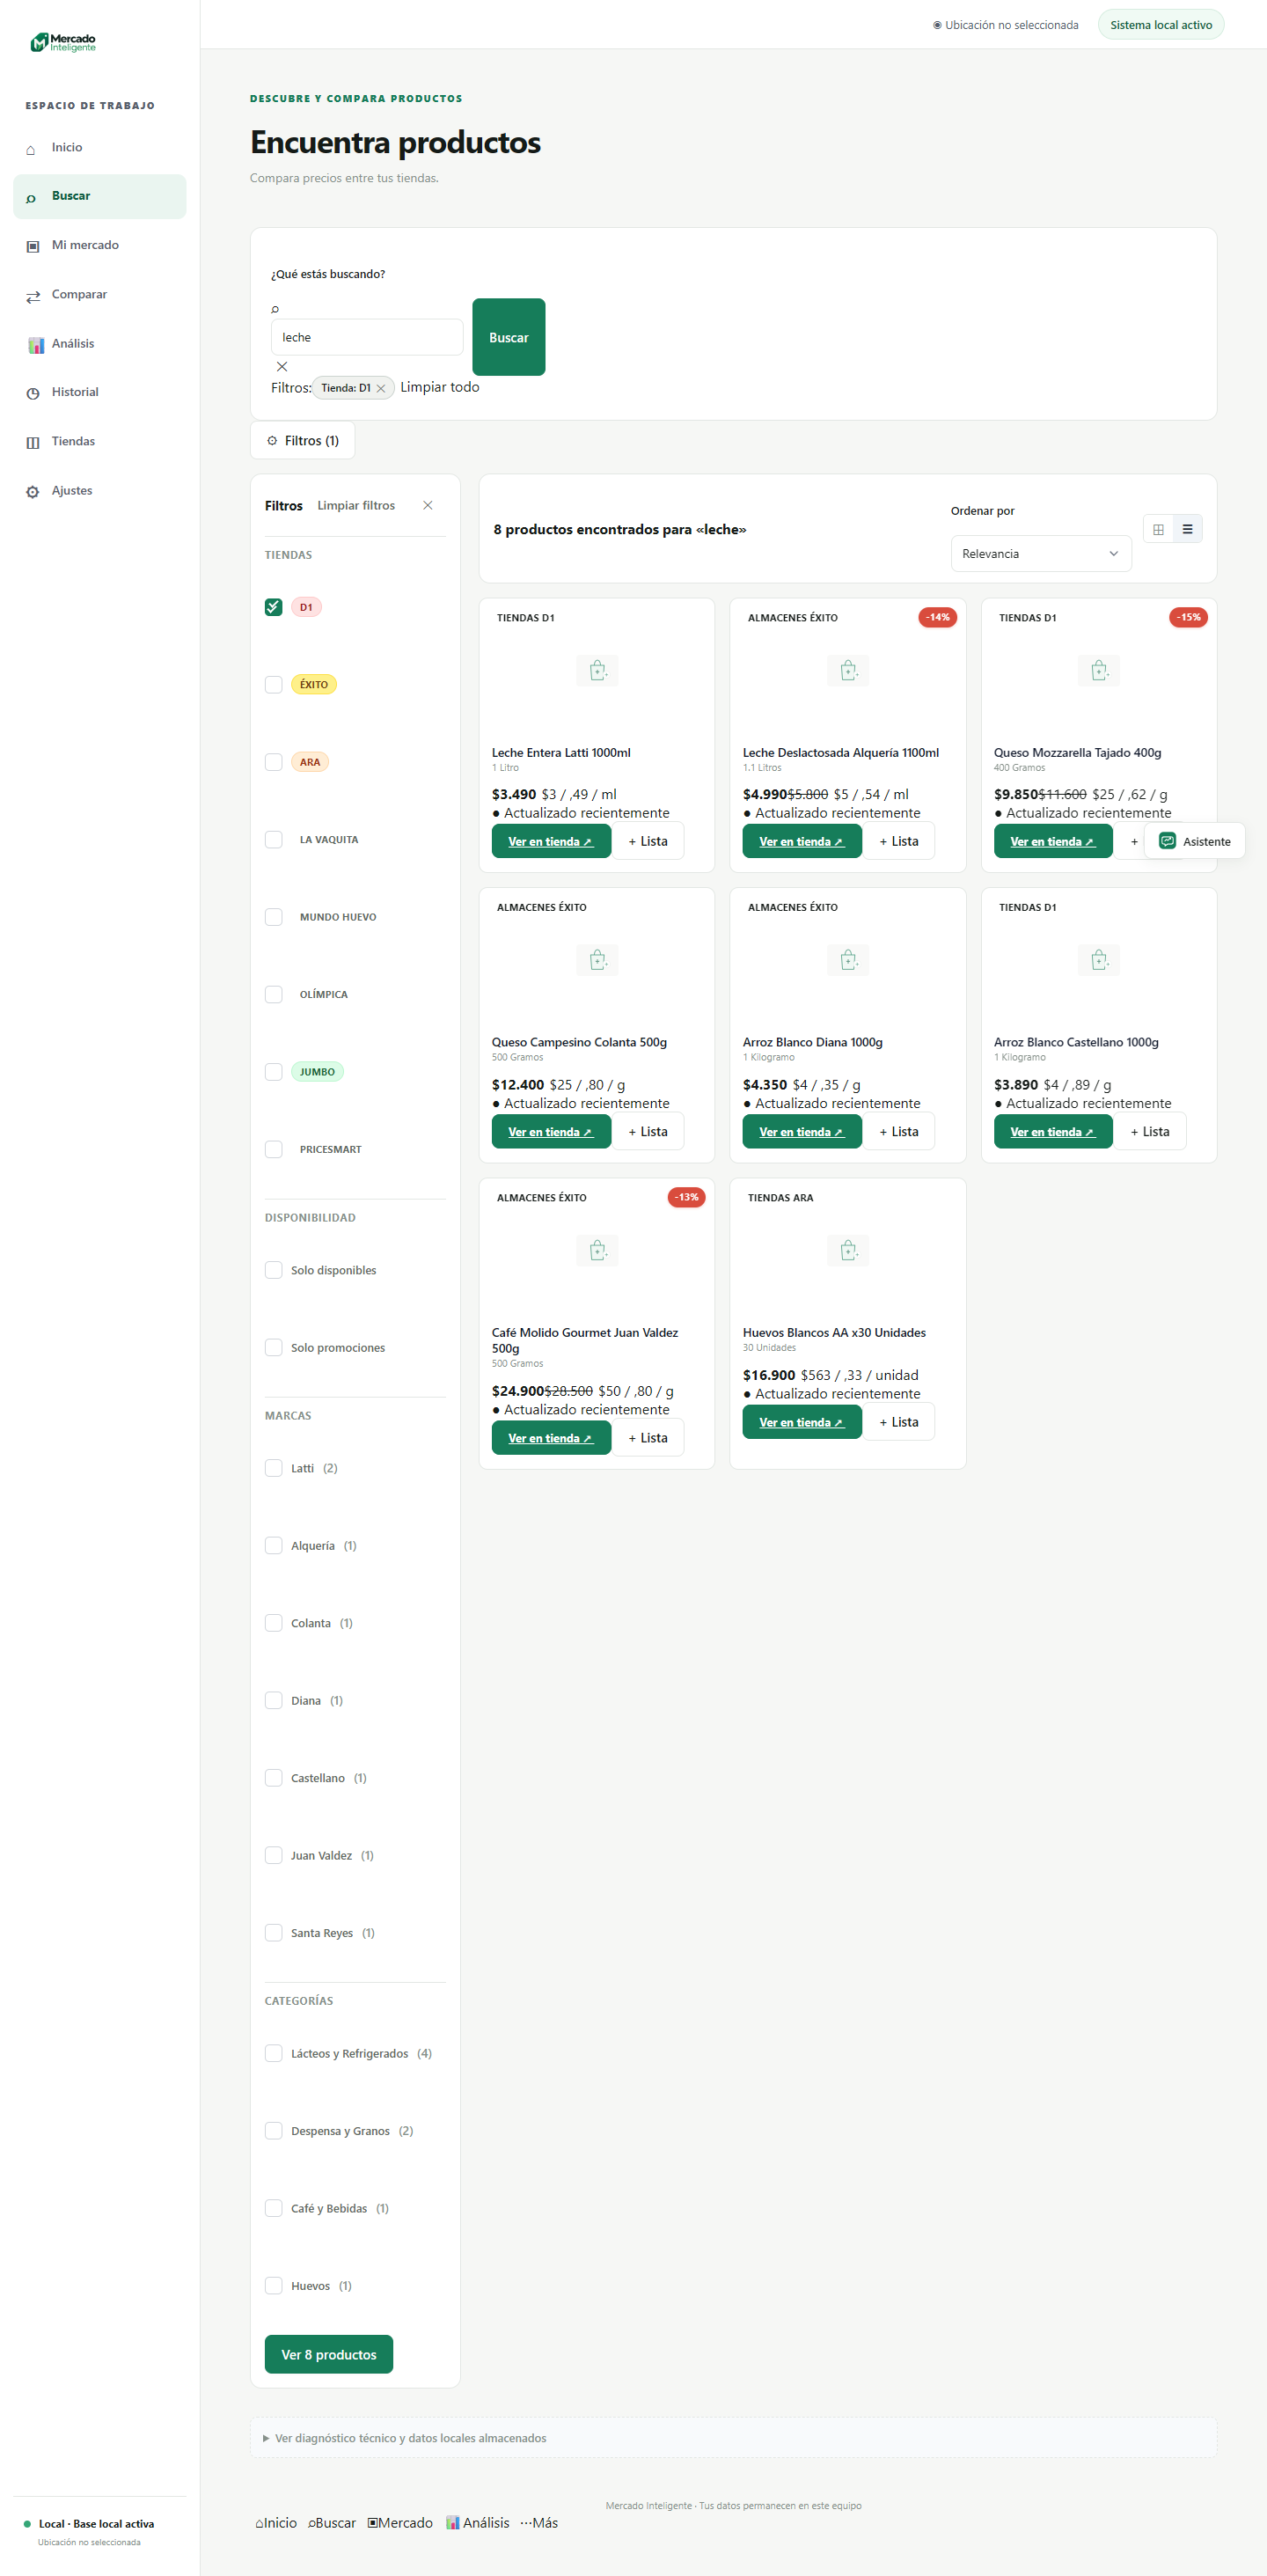 Mercado
Inteligente
ESPACIO DE TRABAJO
Inicio
Buscar
Mi mercado
Comparar
Análisis
Historial
Tiendas
Ajustes
Ubicación no seleccionada
Sistema local activo
DESCUBRE Y COMPARA PRODUCTOS
Encuentra productos
Compara precios entre tus tiendas.
¿Qué estás buscando?
leche
Buscar
Filtros: Tienda: D1 Limpiar todo
Filtros (1)
Filtros Limpiar filtros
TIENDAS
D1
ÉXITO
ARA
LA VAQUITA
MUNDO HUEVO
OLÍMPICA
JUMBO
PRICESMART
DISPONIBILIDAD
Solo disponibles
Solo promociones
MARCAS
Latti (2)
Alquería (1)
Colanta (1)
Diana (1)
Castellano (1)
Juan Valdez (1)
Santa Reyes (1)
CATEGORÍAS
Lácteos y Refrigerados (4)
Despensa y Granos (2)
Café y Bebidas (1)
Huevos (1)
Ver 8 productos
8 productos encontrados para «leche»
Ordenar por
Relevancia
TIENDAS D1
Leche Entera Latti 1000ml
1 Litro
$3.490 $3 / ,49 / ml
● Actualizado recientemente
Ver en tienda ↗ + Lista
ALMACENES ÉXITO -14%
Leche Deslactosada Alquería 1100ml
1.1 Litros
$4.990$5.800 $5 / ,54 / ml
● Actualizado recientemente
Ver en tienda ↗ + Lista
TIENDAS D1 -15%
Queso Mozzarella Tajado 400g
400 Gramos
$9.850$11.600 $25 / ,62 / g
● Actualizado recientemente
Ver en tienda ↗ +
Asistente
ALMACENES ÉXITO
Queso Campesino Colanta 500g
500 Gramos
$12.400 $25 / ,80 / g
● Actualizado recientemente
Ver en tienda ↗ + Lista
ALMACENES ÉXITO
Arroz Blanco Diana 1000g
1 Kilogramo
$4.350 $4 / ,35 / g
● Actualizado recientemente
Ver en tienda ↗ + Lista
TIENDAS D1
Arroz Blanco Castellano 1000g
1 Kilogramo
$3.890 $4 / ,89 / g
● Actualizado recientemente
Ver en tienda ↗ + Lista
ALMACENES ÉXITO -13%
Café Molido Gourmet Juan Valdez
500g
500 Gramos
$24.900$28.500 $50 / ,80 / g
● Actualizado recientemente
Ver en tienda ↗ + Lista
TIENDAS ARA
Huevos Blancos AA x30 Unidades
30 Unidades
$16.900 $563 / ,33 / unidad
● Actualizado recientemente
Ver en tienda ↗ + Lista
Ver diagnóstico técnico y datos locales almacenados
Mercado Inteligente · Tus datos permanecen en este equipo
Inicio Buscar Mercado Análisis ···Más
Local · Base local activa
Ubicación no seleccionada